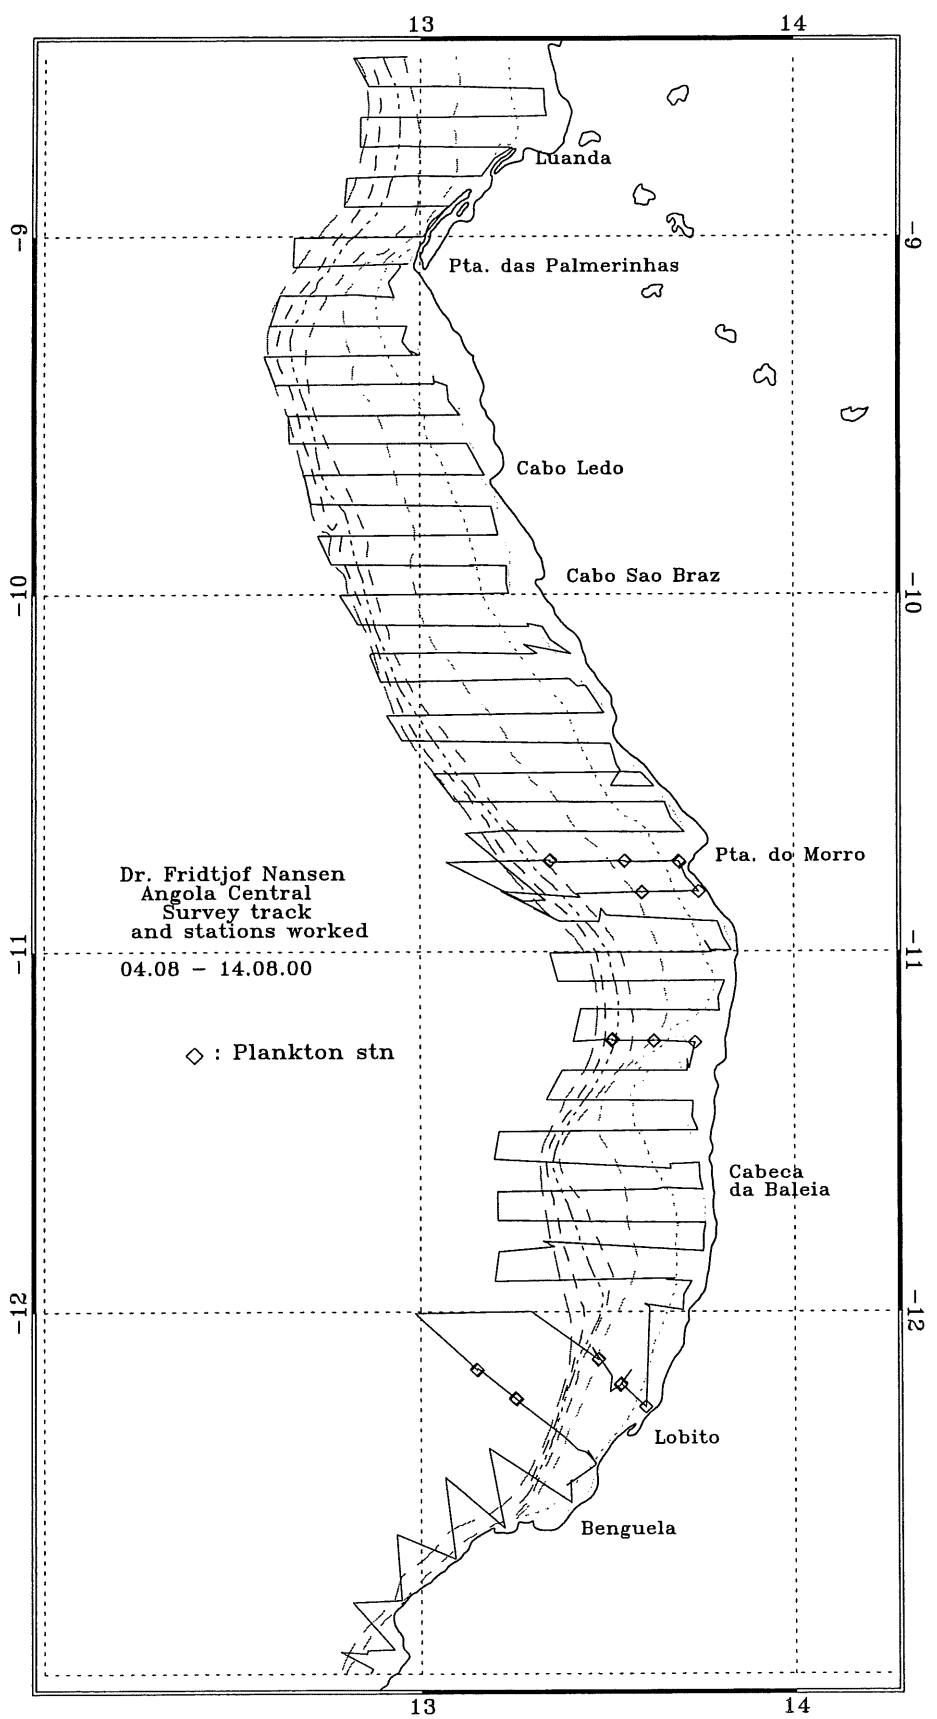 13 14
Luanda
-9 -9
Pta. das Palmerinhas
Cabo Ledo
Cabo Sao Braz
-10 -10
Pta. do Morro
Dr. Fridtjof Nansen
Angola Central
Survey track
and stations worked
-11 -11
04.08 - 14.08.00
◇ : Plankton stn
Cabeca
da Baleia
-12 -12
Lobito
Benguela
13 14